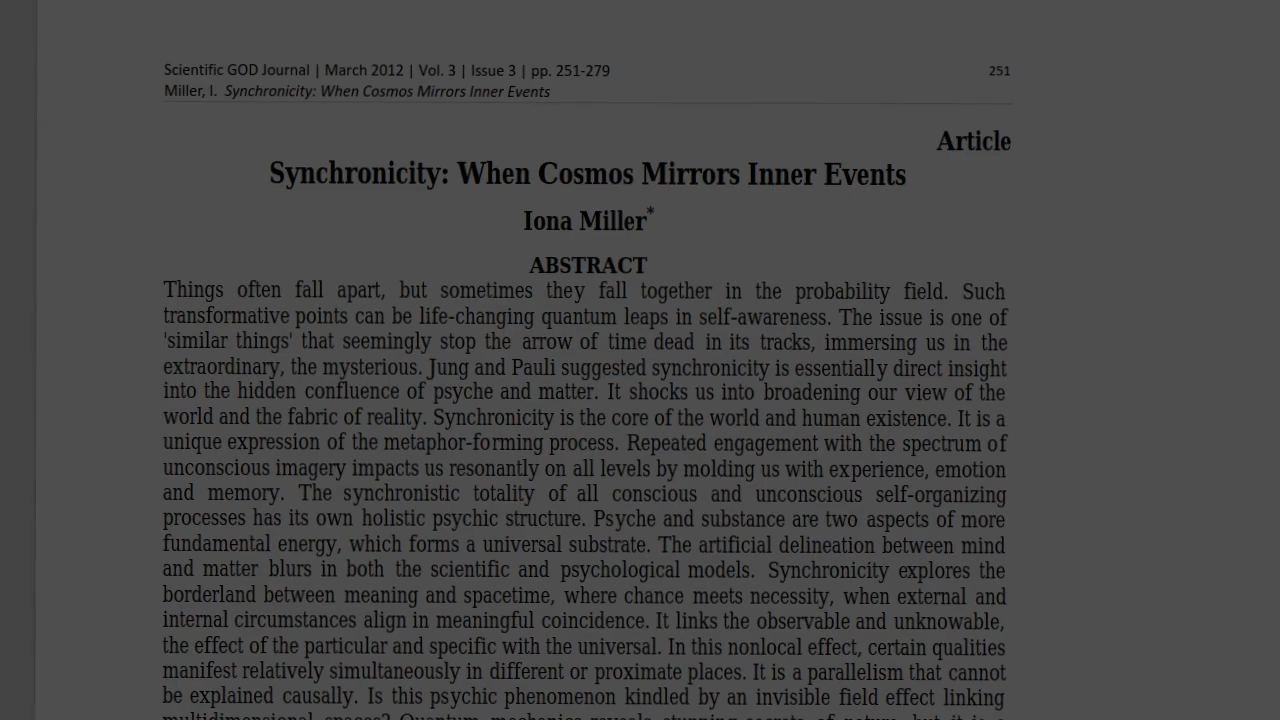 Scientific GOD Journal | March 2012 | Vol. 3 | Issue 3 | pp. 251-279 251
Miller, I. Synchronicity: When Cosmos Mirrors Inner Events
Article
Synchronicity: When Cosmos Mirrors Inner Events
Iona Miller*
ABSTRACT
Things often fall apart, but sometimes they fall together in the probability field. Such
transformative points can be life-changing quantum leaps in self-awareness. The issue is one of
'similar things' that seemingly stop the arrow of time dead in its tracks, immersing us in the
extraordinary, the mysterious. Jung and Pauli suggested synchronicity is essentially direct insight
into the hidden confluence of psyche and matter. It shocks us into broadening our view of the
world and the fabric of reality. Synchronicity is the core of the world and human existence. It is a
unique expression of the metaphor-forming process. Repeated engagement with the spectrum of
unconscious imagery impacts us resonantly on all levels by molding us with experience, emotion
and memory. The synchronistic totality of all conscious and unconscious self-organizing
processes has its own holistic psychic structure. Psyche and substance are two aspects of more
fundamental energy, which forms a universal substrate. The artificial delineation between mind
and matter blurs in both the scientific and psychological models. Synchronicity explores the
borderland between meaning and spacetime, where chance meets necessity, when external and
internal circumstances align in meaningful coincidence. It links the observable and unknowable,
the effect of the particular and specific with the universal. In this nonlocal effect, certain qualities
manifest relatively simultaneously in different or proximate places. It is a parallelism that cannot
be explained causally. Is this psychic phenomenon kindled by an invisible field effect linking
multidimensional spaces? Quantum mechanics reveals stunning secrets of nature, but it is a